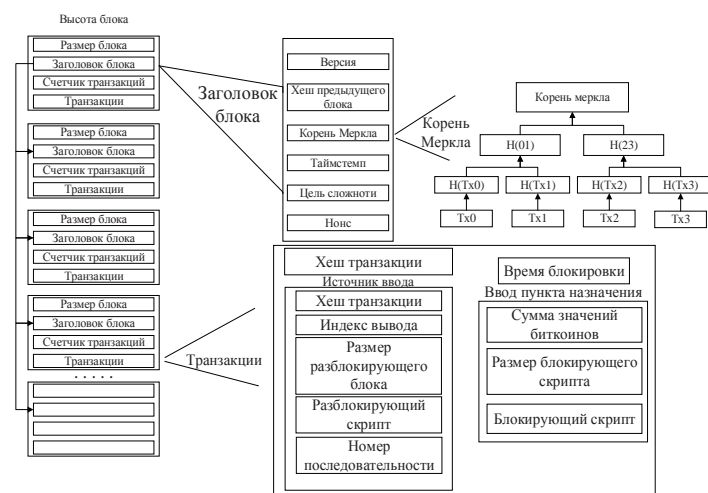 Высота блока
Размер блока
Заголовок блока
Счетчик транзакций
Транзакции
Размер блока
Заголовок блока
Счетчик транзакций
Транзакции
Размер блока
Заголовок блока
Счетчик транзакций
Транзакции
Размер блока
Заголовок блока
Счетчик транзакций
Транзакции
. . . . .
Заголовок
блока
Версия
Хеш предыдущего
блока
Корень Меркла
Таймстемп
Цель сложноти
Нонс
Корень
Меркла
Корень меркла
H(01)
H(23)
H(Tx0)
H(Tx1)
H(Tx2)
H(Tx3)
Tx0
Tx1
Tx2
Tx3
Транзакции
Хеш транзакции
Источник ввода
Хеш транзакции
Индекс вывода
Размер
разблокирующего
блока
Разблокирующий
скрипт
Номер
последовательности
Время блокировки
Ввод пункта назначения
Сумма значений
биткоинов
Размер блокирующего
скрипта
Блокирующий скрипт